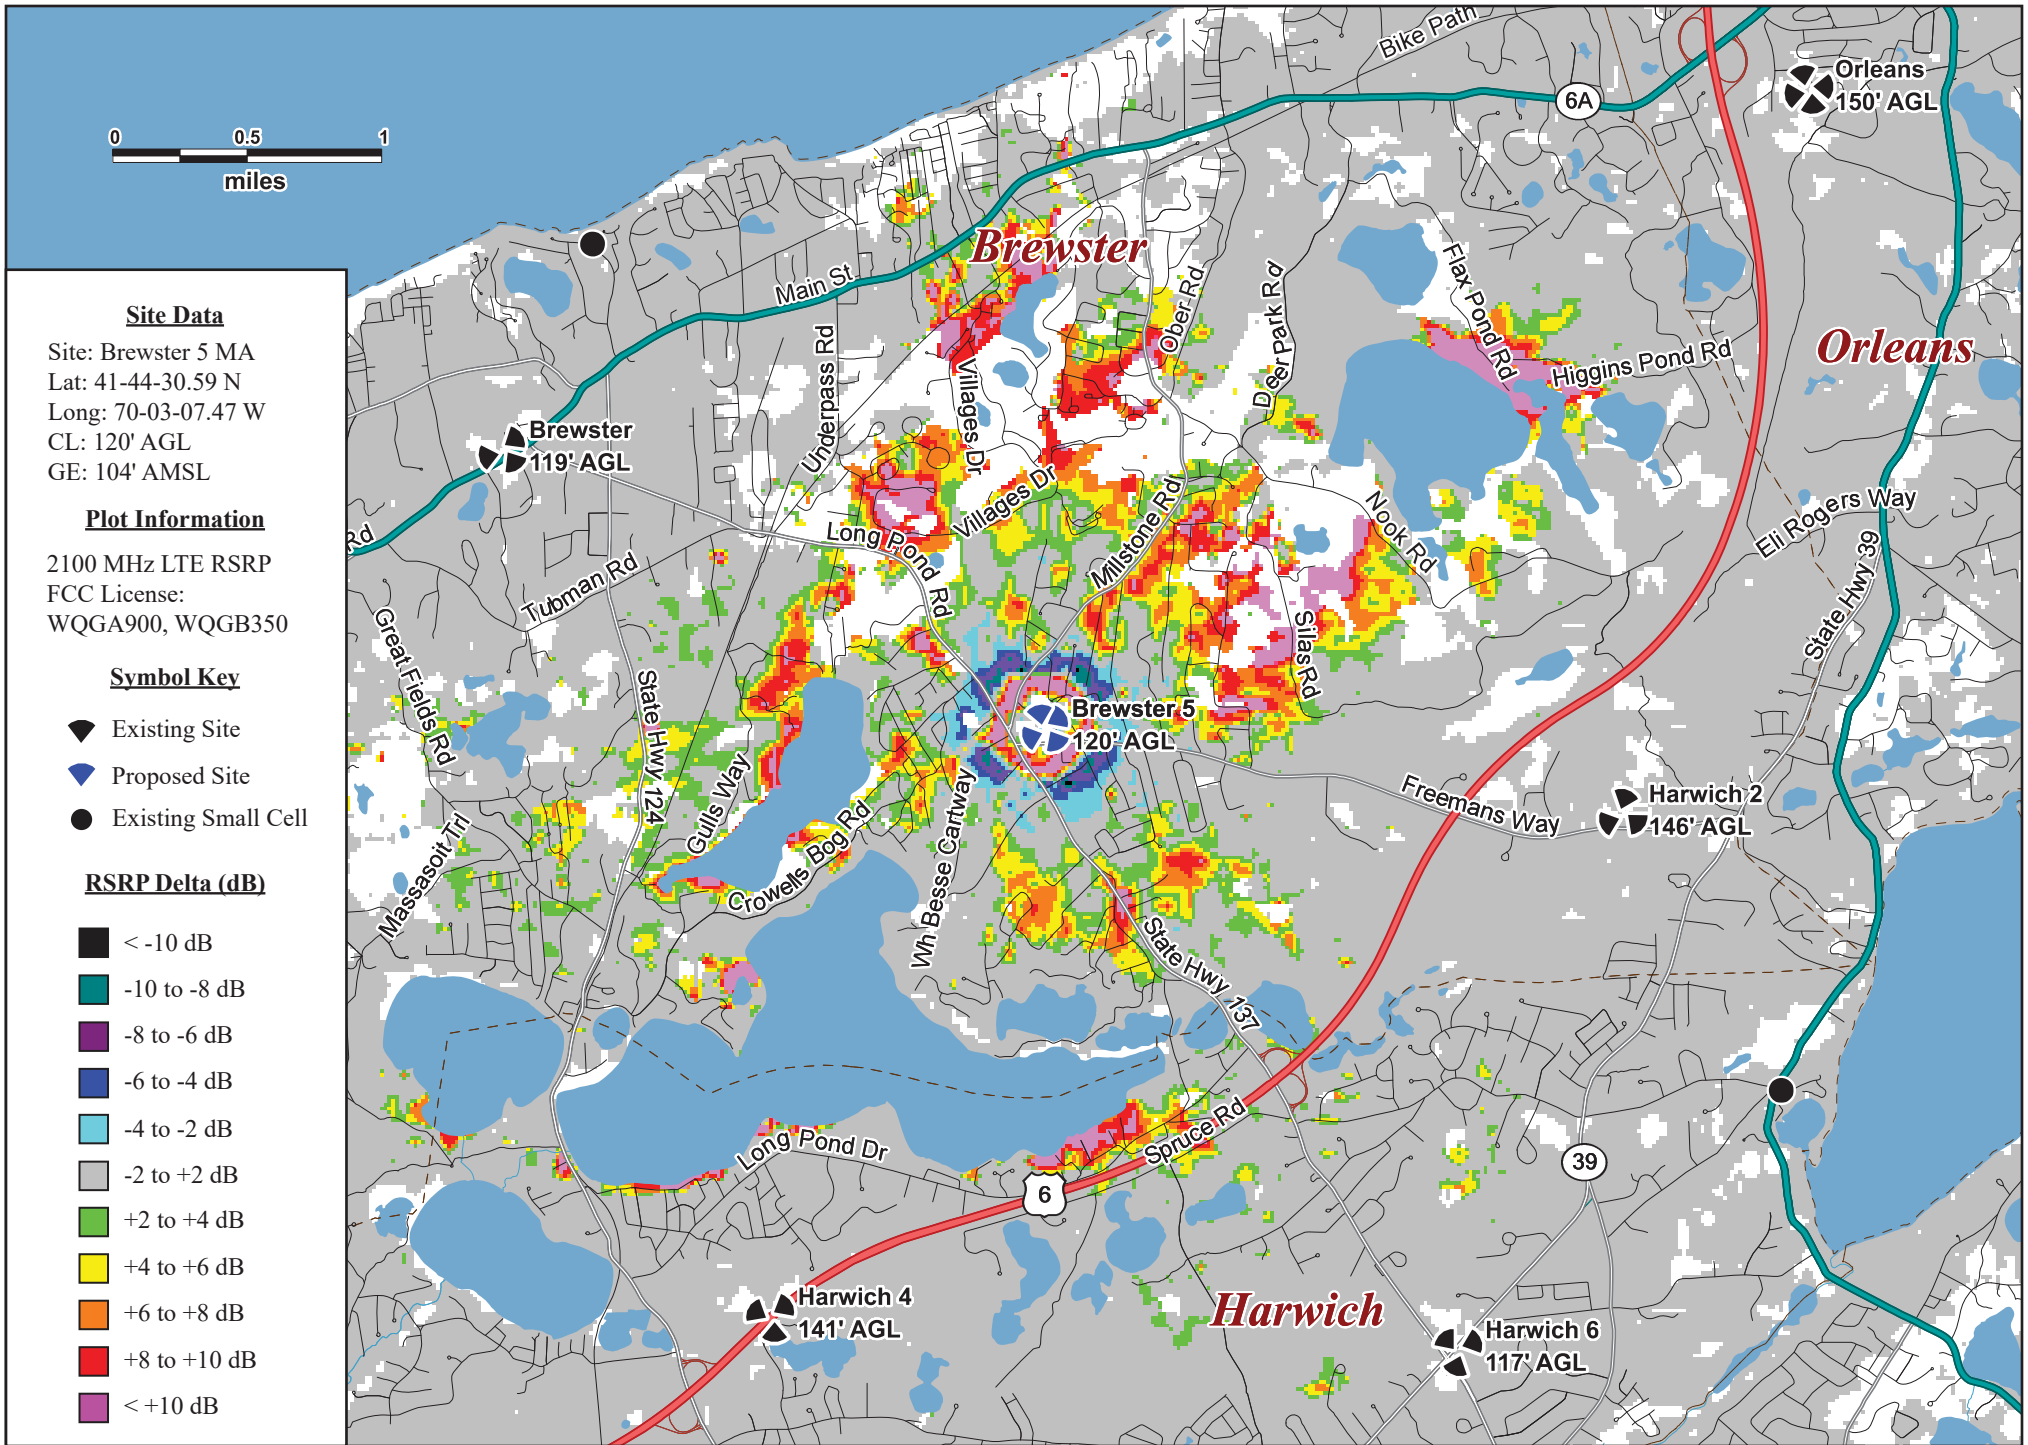 0 0.5 1
miles
Site Data
Site: Brewster 5 MA
Lat: 41-44-30.59 N
Long: 70-03-07.47 W
CL: 120' AGL
GE: 104' AMSL
Plot Information
2100 MHz LTE RSRP
FCC License:
WQGA900, WQGB350
Symbol Key
Existing Site
Proposed Site
Existing Small Cell
RSRP Delta (dB)
< -10 dB
-10 to -8 dB
-8 to -6 dB
-6 to -4 dB
-4 to -2 dB
-2 to +2 dB
+2 to +4 dB
+4 to +6 dB
+6 to +8 dB
+8 to +10 dB
< +10 dB
Bike Path
6A
Orleans
150' AGL
Brewster
Main St
Ober Rd
Deer Park Rd
Flax Pond Rd
Higgins Pond Rd
Orleans
Underpass Rd
Villages Dr
Brewster
119' AGL
Rd
Villages Dr
Long Pond Rd
Millstone Rd
Nook Rd
Eli Rogers Way
State Hwy 39
Tubman Rd
Great Fields Rd
State Hwy 124
Silas Rd
Brewster 5
120' AGL
Gulls Way
Freemans Way
Harwich 2
146' AGL
Massasoit Trl
Crowells Bog Rd
Wh Besse Cartway
State Hwy 137
Long Pond Dr
Spruce Rd
6
39
Harwich 4
141' AGL
Harwich
Harwich 6
117' AGL